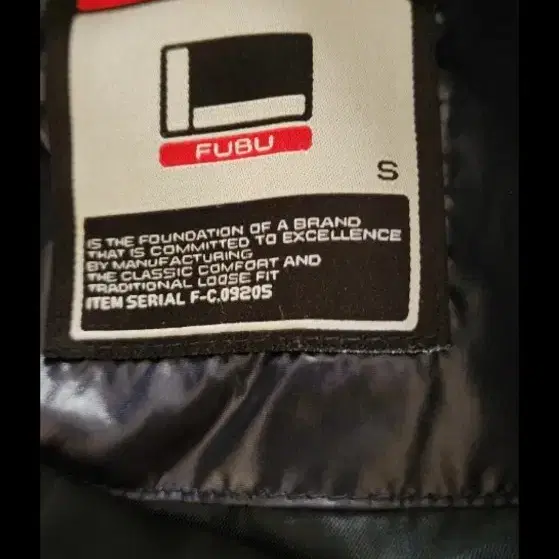 FUBU
S
IS THE FOUNDATION OF A BRAND
THAT IS COMMITTED TO EXCELLENCE
BY MANUFACTURING
THE CLASSIC COMFORT AND
TRADITIONAL LOOSE FIT
ITEM SERIAL F-C.0920S